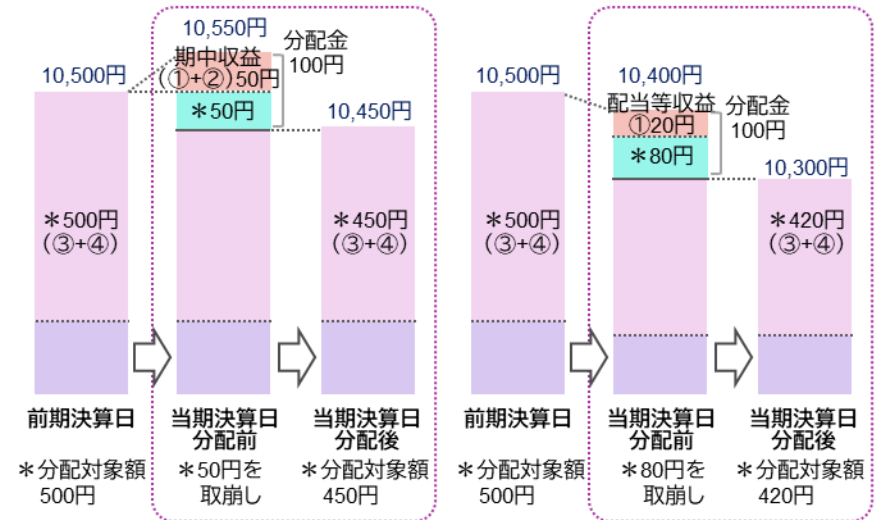 10,500円
10,550円
期中収益
(①+②)50円
分配金
100円
＊50円
10,450円
＊500円
(③+④)
＊450円
(③+④)
前期決算日
当期決算日
分配前
当期決算日
分配後
＊分配対象額
500円
＊50円を
取崩し
＊分配対象額
450円
10,500円
10,400円
配当等収益
①20円
分配金
100円
＊80円
10,300円
＊500円
(③+④)
＊420円
(③+④)
前期決算日
当期決算日
分配前
当期決算日
分配後
＊分配対象額
500円
＊80円を
取崩し
＊分配対象額
420円